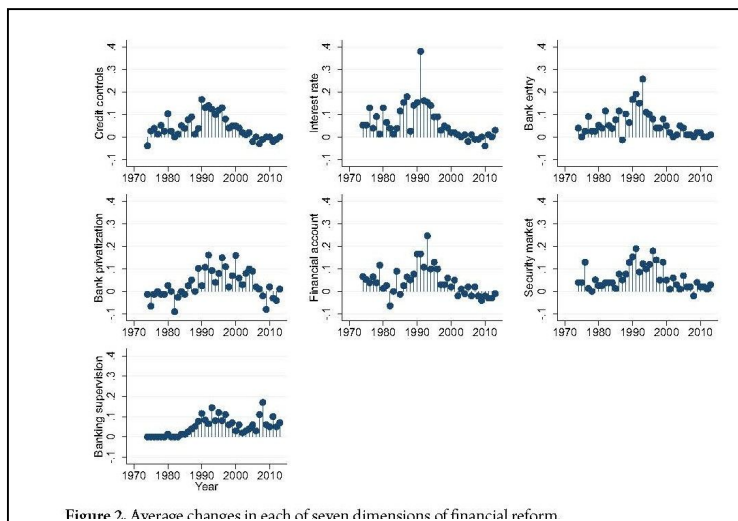 Credit controls
.4
.3
.2
.1
0
-.1
1970 1980 1990 2000 2010
Interest rate
.4
.3
.2
.1
0
-.1
1970 1980 1990 2000 2010
Bank entry
.4
.3
.2
.1
0
-.1
1970 1980 1990 2000 2010
Bank privatization
.4
.3
.2
.1
0
-.1
1970 1980 1990 2000 2010
Financial account
.4
.3
.2
.1
0
-.1
1970 1980 1990 2000 2010
Security market
.4
.3
.2
.1
0
-.1
1970 1980 1990 2000 2010
Banking supervision
.4
.3
.2
.1
0
-.1
1970 1980 1990 2000 2010
Year
Figure 2. Average changes in each of seven dimensions of financial reform.